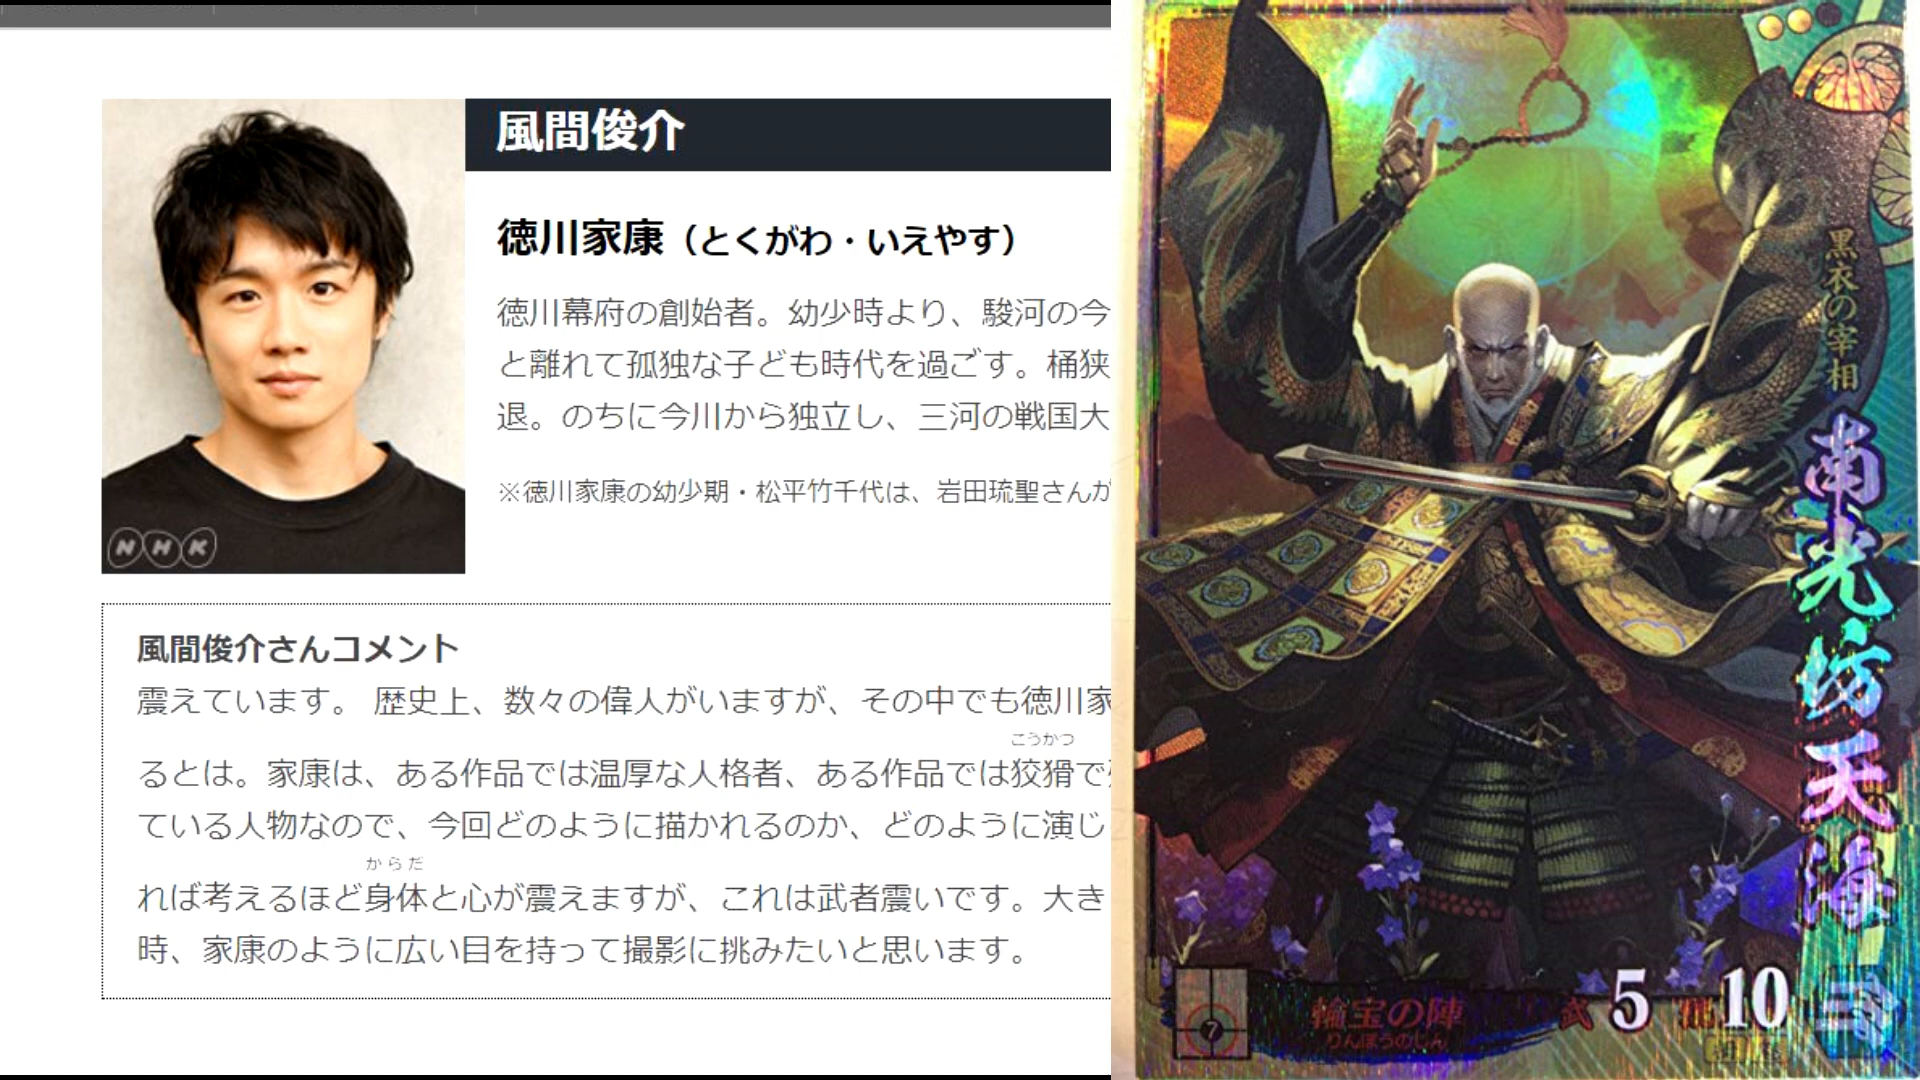 風間俊介
徳川家康（とくがわ・いえやす）
徳川幕府の創始者。幼少時より、駿河の今
と離れて孤独な子ども時代を過ごす。桶狭
退。のちに今川から独立し、三河の戦国大
※徳川家康の幼少期・松平竹千代は、岩田琉聖さんが
NHK
風間俊介さんコメント
震えています。 歴史上、数々の偉人がいますが、その中でも徳川家
こうかつ
るとは。家康は、ある作品では温厚な人格者、ある作品では狡猾で
ている人物なので、今回どのように描かれるのか、どのように演じ
からだ
れば考えるほど身体と心が震えますが、これは武者震いです。大き
時、家康のように広い目を持って撮影に挑みたいと思います。
黒衣の宰相
南光坊天海
7
輪宝の陣
りんぽうのじん
武5
10